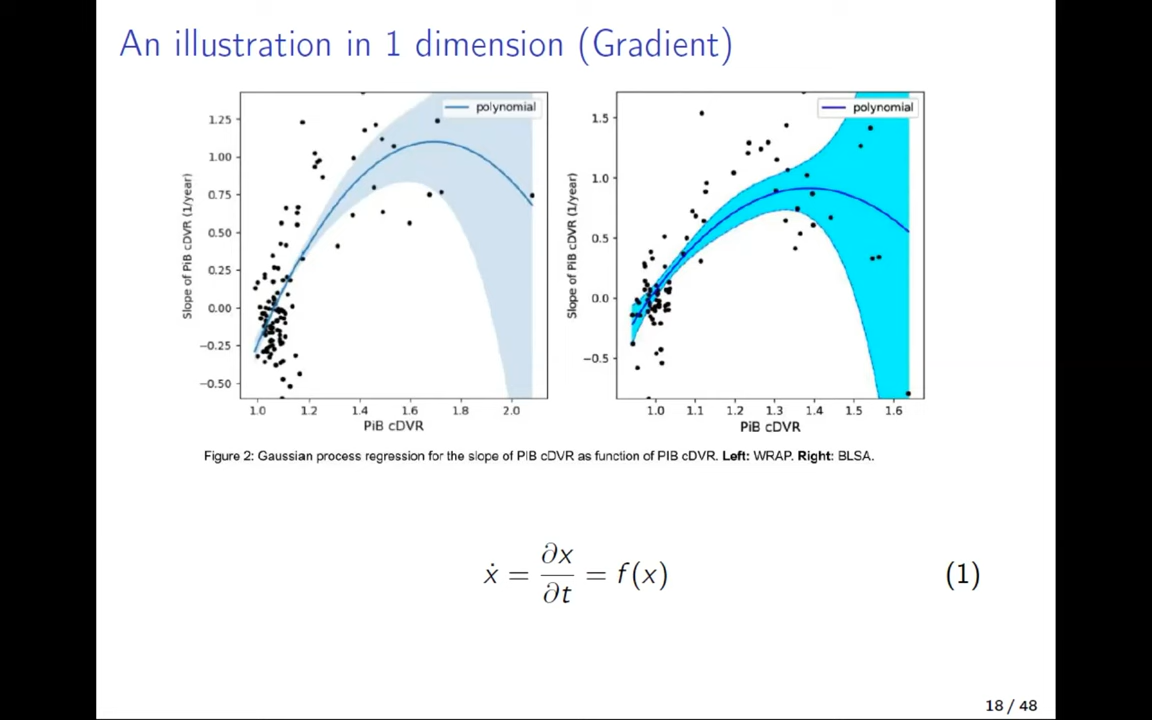 An illustration in 1 dimension (Gradient)
polynomial
1.25
1.00
0.75
0.50
0.25
0.00
−0.25
−0.50
Slope of PiB cDVR (1/year)
1.0 1.2 1.4 1.6 1.8 2.0
PiB cDVR
polynomial
1.5
1.0
0.5
0.0
−0.5
Slope of PiB cDVR (1/year)
1.0 1.1 1.2 1.3 1.4 1.5 1.6
PiB cDVR
Figure 2: Gaussian process regression for the slope of PIB cDVR as function of PIB cDVR. Left: WRAP. Right: BLSA.
ẋ = ∂x/∂t = f(x) (1)
18 / 48